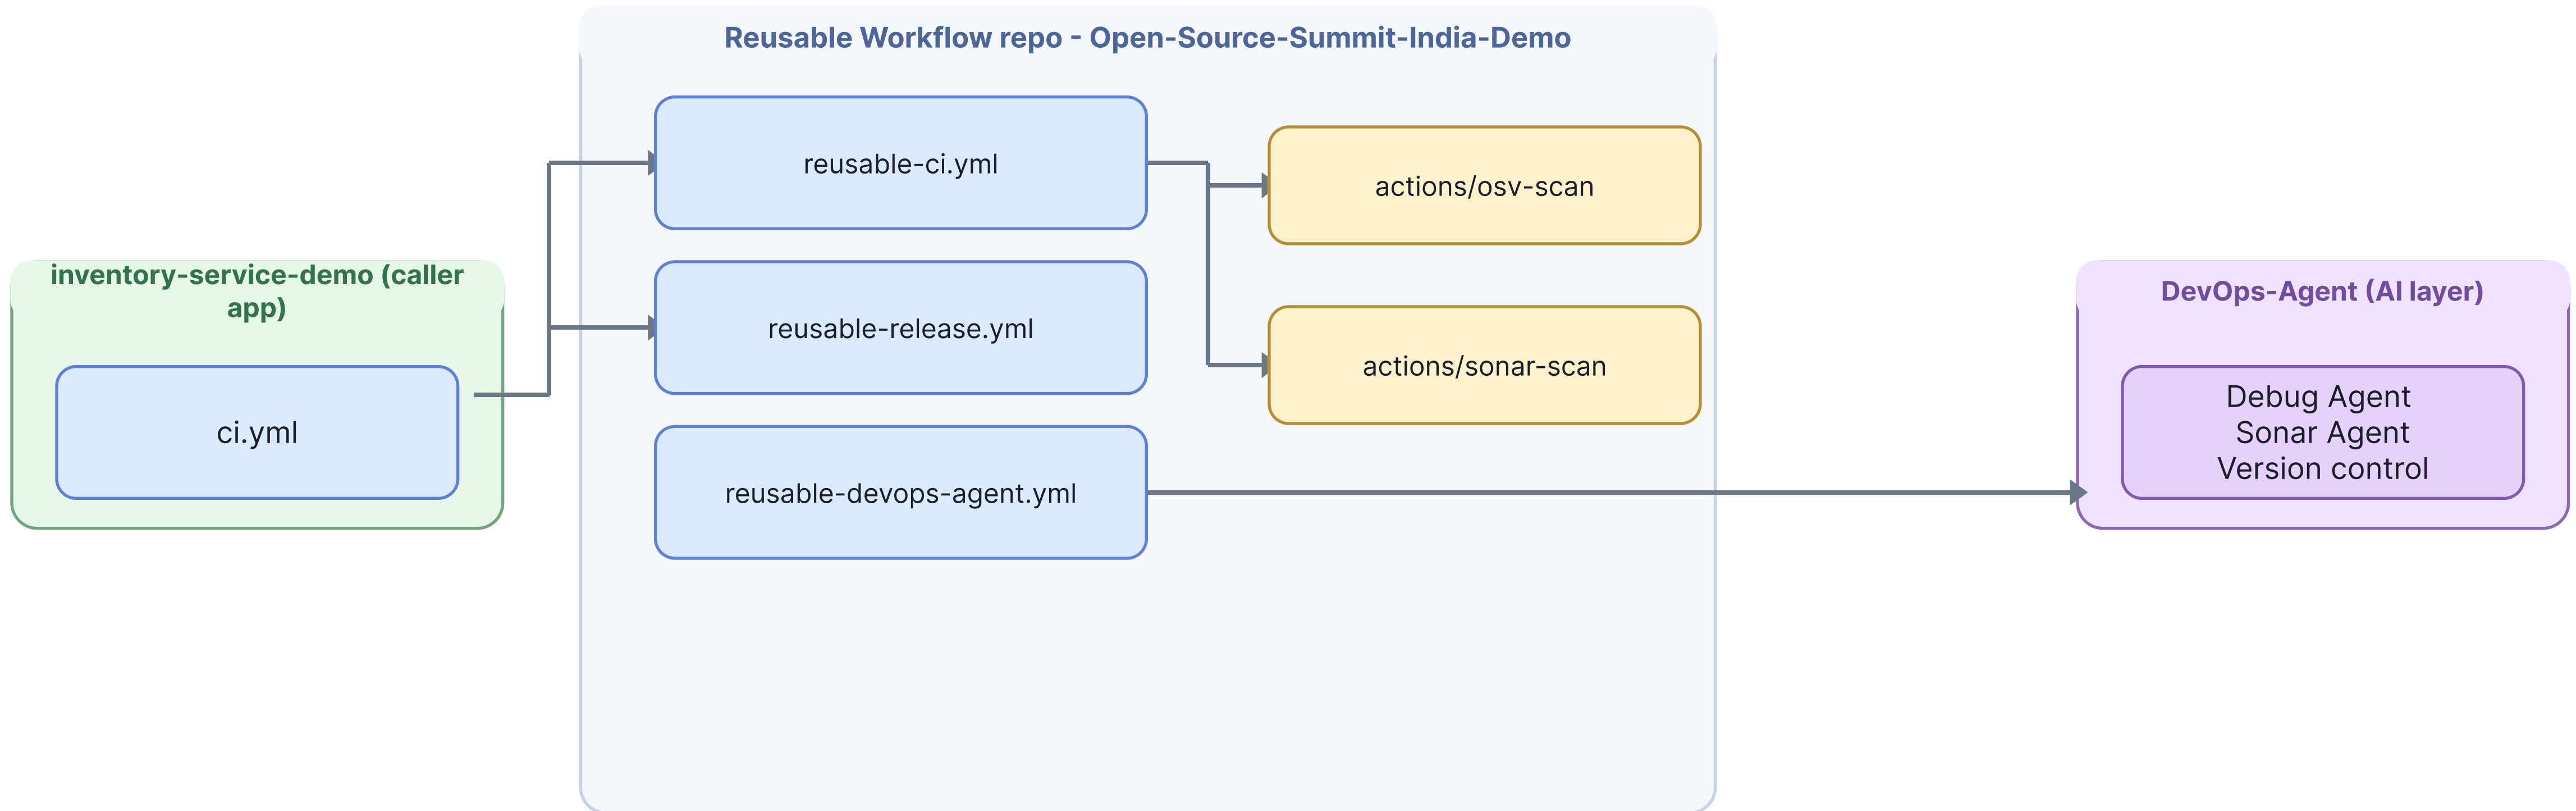 Reusable Workflow repo - Open-Source-Summit-India-Demo
reusable-ci.yml
actions/osv-scan
inventory-service-demo (caller
app)
reusable-release.yml
actions/sonar-scan
ci.yml
reusable-devops-agent.yml
DevOps-Agent (AI layer)
Debug Agent
Sonar Agent
Version control